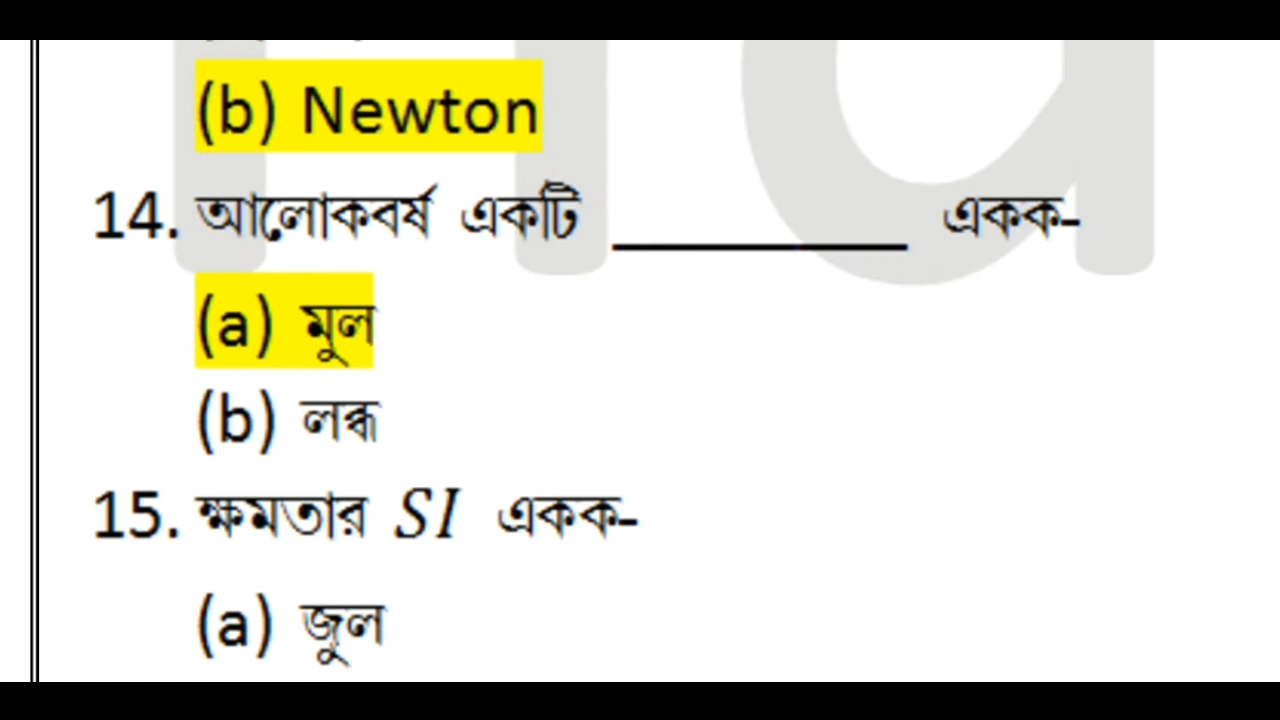 (b) Newton
14. আলোকবর্ষ একটি __________ একক-
(a) মুল
(b) লব্ধ
15. ক্ষমতার SI একক-
(a) জুল